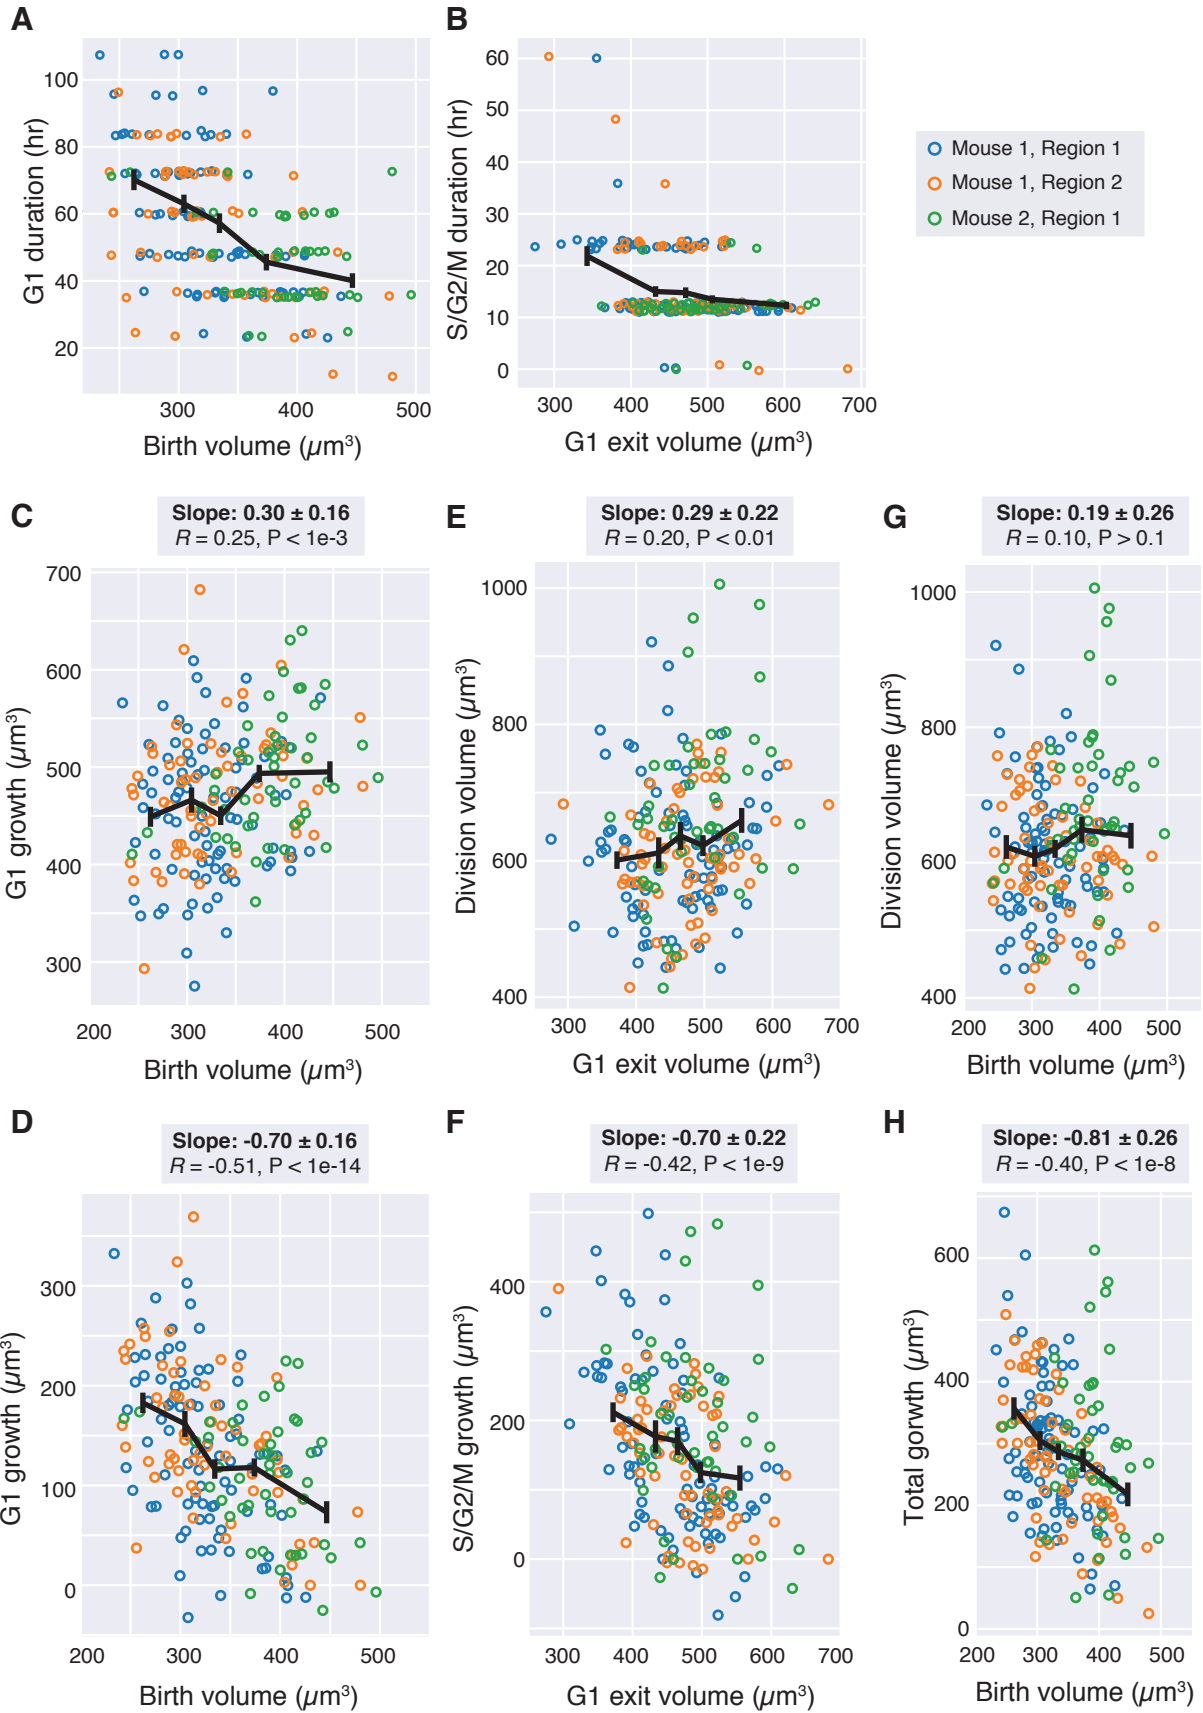 A
B
G1 duration (hr)
100
80
60
40
20
300
400
500
Birth volume (µm³)
S/G2/M duration (hr)
60
50
40
30
20
10
0
300
400
500
600
700
G1 exit volume (µm³)
Mouse 1, Region 1
Mouse 1, Region 2
Mouse 2, Region 1
C
Slope: 0.30 ± 0.16
R = 0.25, P < 1e-3
G1 growth (µm³)
700
600
500
400
300
200
300
400
500
Birth volume (µm³)
E
Slope: 0.29 ± 0.22
R = 0.20, P < 0.01
Division volume (µm³)
1000
800
600
400
300
400
500
600
700
G1 exit volume (µm³)
G
Slope: 0.19 ± 0.26
R = 0.10, P > 0.1
Division volume (µm³)
1000
800
600
400
200
300
400
500
Birth volume (µm³)
D
Slope: -0.70 ± 0.16
R = -0.51, P < 1e-14
G1 growth (µm³)
300
200
100
0
200
300
400
500
Birth volume (µm³)
F
Slope: -0.70 ± 0.22
R = -0.42, P < 1e-9
S/G2/M growth (µm³)
400
200
0
300
400
500
600
700
G1 exit volume (µm³)
H
Slope: -0.81 ± 0.26
R = -0.40, P < 1e-8
Total gorwth (µm³)
600
400
200
0
200
300
400
500
Birth volume (µm³)